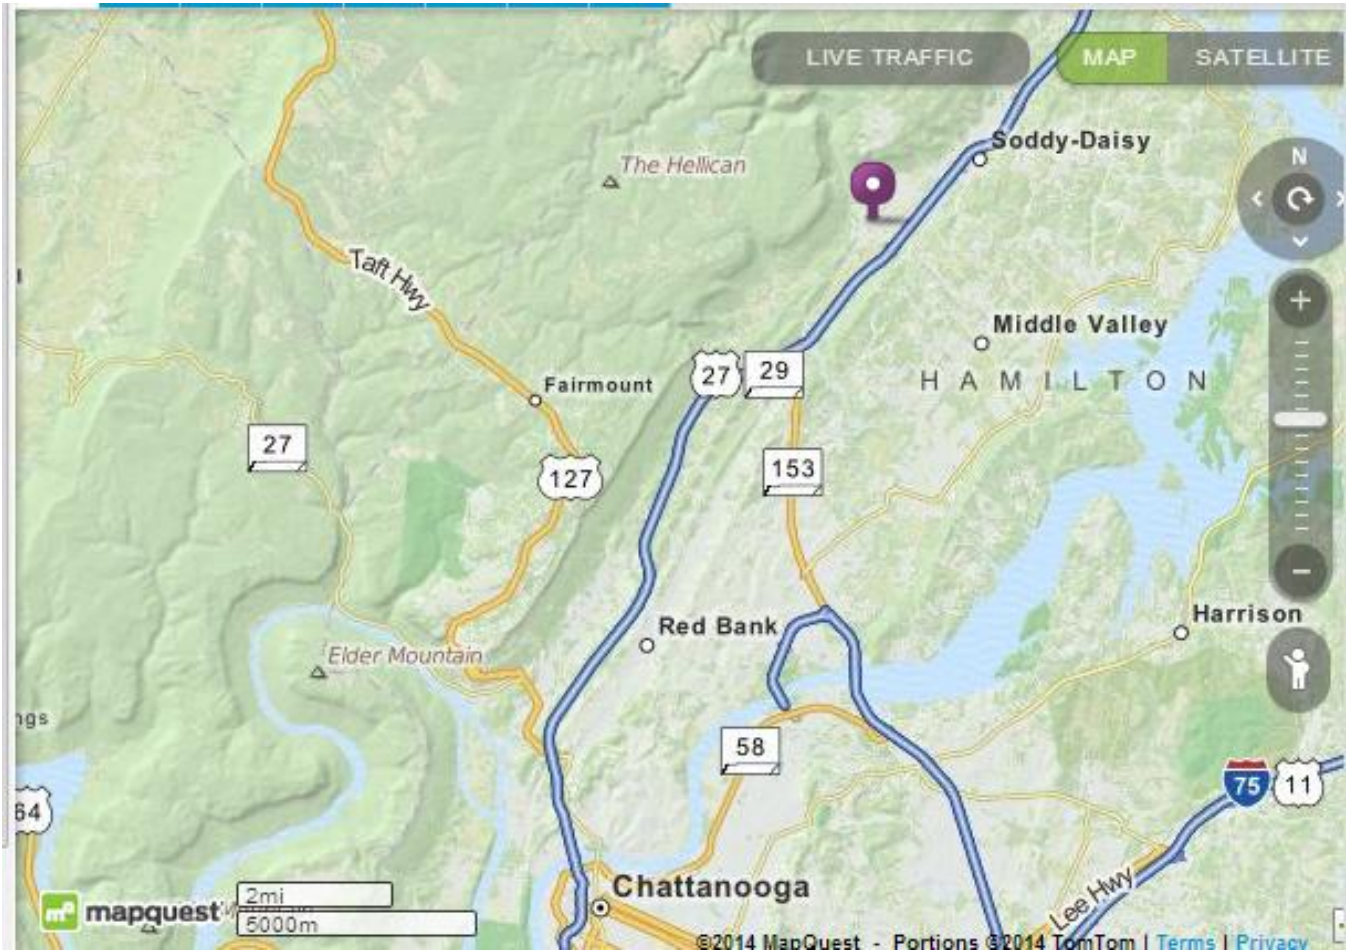 LIVE TRAFFIC
MAP
SATELLITE
Soddy-Daisy
N
The Hellican
Taft Hwy
Middle Valley
27
29
HAMILTON
Fairmount
27
153
127
Red Bank
Harrison
Elder Mountain
ngs
58
75
11
64
Chattanooga
Lee Hwy
2mi
mapquest
5000m
©2014 MapQuest - Portions ©2014 TomTom | Terms | Privacy